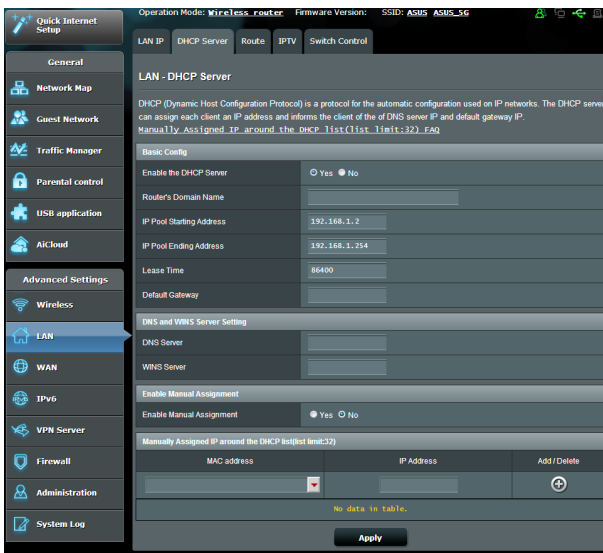 Quick Internet
Setup
General
Network Map
Guest Network
Traffic Manager
Parental control
USB application
AiCloud
Advanced Settings
Wireless
LAN
WAN
IPv6
VPN Server
Firewall
Administration
System Log
Operation Mode: Wireless router Firmware Version: SSID: ASUS ASUS_5G
LAN IP DHCP Server Route IPTV Switch Control
LAN - DHCP Server
DHCP (Dynamic Host Configuration Protocol) is a protocol for the automatic configuration used on IP networks. The DHCP server
can assign each client an IP address and informs the client of the of DNS server IP and default gateway IP.
Manually Assigned IP around the DHCP list(list limit:32) FAQ
Basic Config
Enable the DHCP Server Yes No
Router's Domain Name
IP Pool Starting Address 192.168.1.2
IP Pool Ending Address 192.168.1.254
Lease Time 86400
Default Gateway
DNS and WINS Server Setting
DNS Server
WINS Server
Enable Manual Assignment
Enable Manual Assignment Yes No
Manually Assigned IP around the DHCP list(list limit:32)
MAC address IP Address Add / Delete
No data in table.
Apply